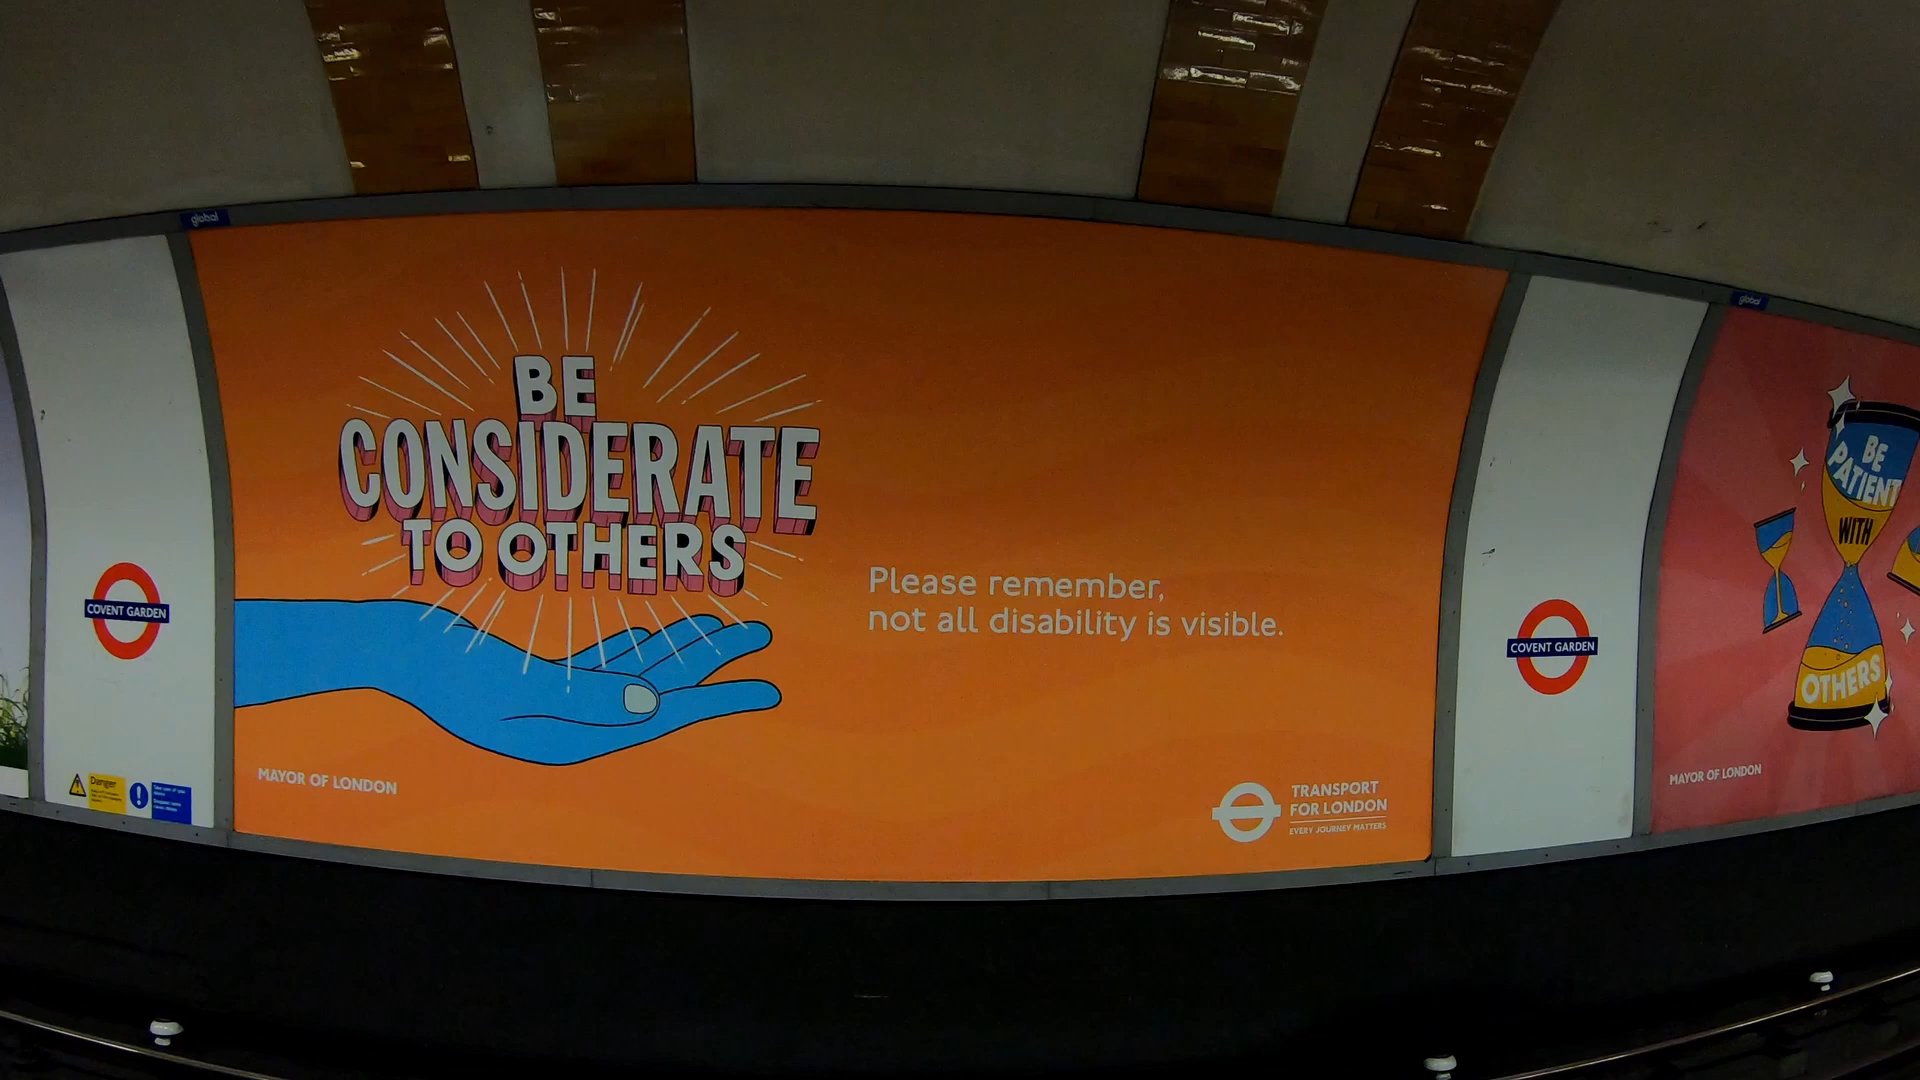 global
global
COVENT GARDEN
Danger
BE
CONSIDERATE
TO OTHERS
Please remember,
not all disability is visible.
MAYOR OF LONDON
TRANSPORT
FOR LONDON
EVERY JOURNEY MATTERS
COVENT GARDEN
BE
PATIENT
WITH
OTHERS
MAYOR OF LONDON